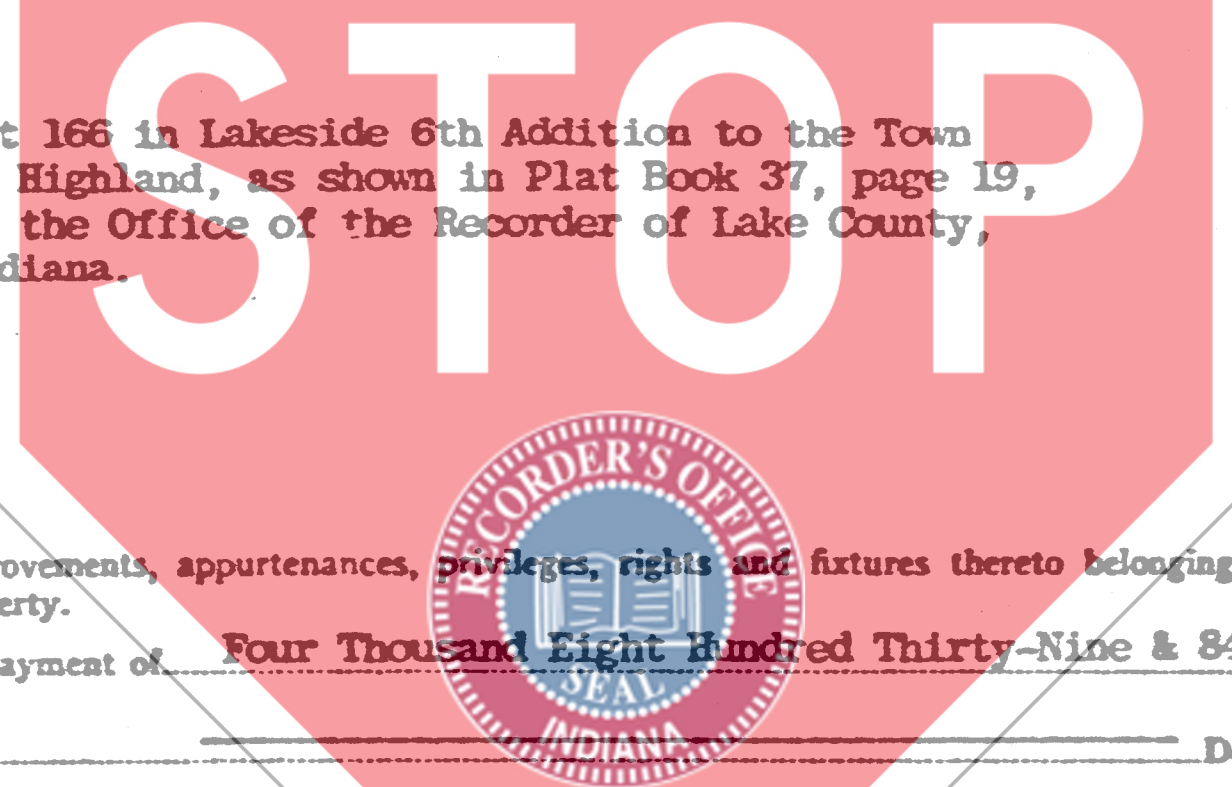 STOP
t 166 in Lakeside 6th Addition to the Town
Highland, as shown in Plat Book 37, page 19,
the Office of the Recorder of Lake County,
diana.
RECORDER'S OFFICE
ovements, appurtenances, privileges, rights and fixtures thereto belonging
erty.
ayment of Four Thousand Eight Hundred Thirty-Nine & 84
SEAL
INDIANA
D